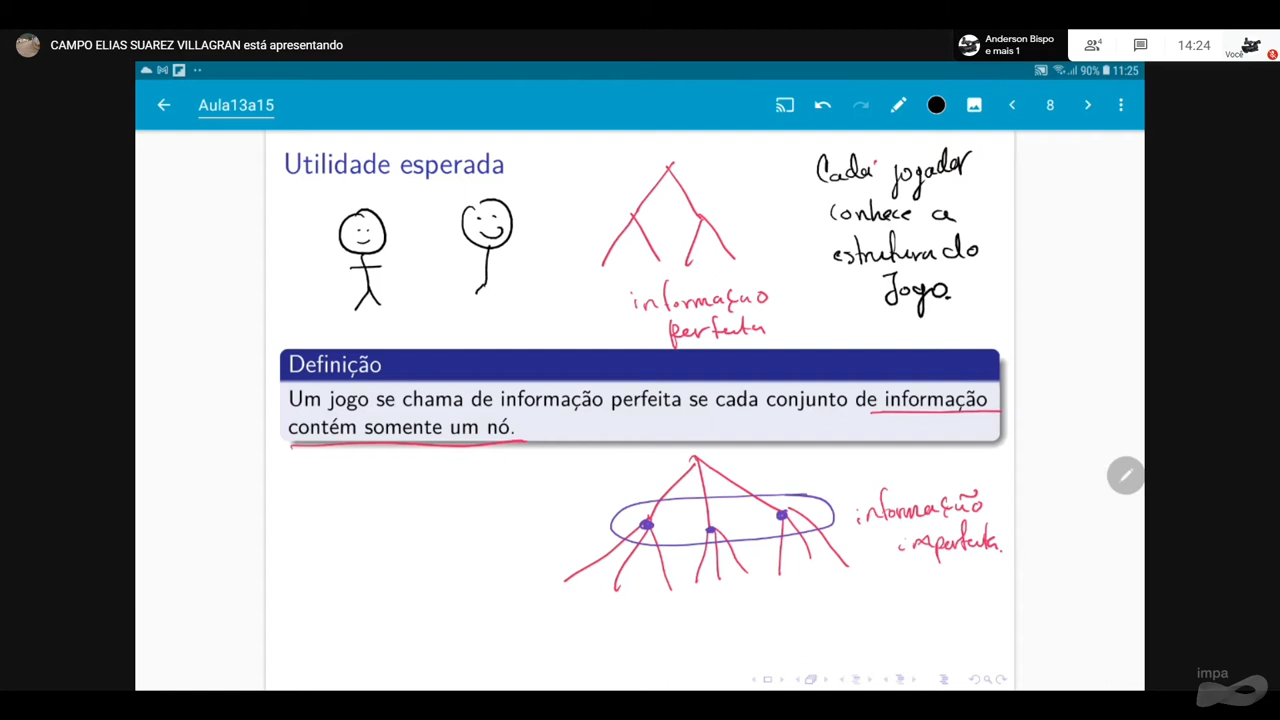 CAMPO ELIAS SUAREZ VILLAGRAN está apresentando
Anderson Bispo
e mais 1
4
14:24
Você
90% 11:25
Aula13a15
8
Utilidade esperada
Cada jogador
conhece a
estrutura do
Jogo.
informação
perfeita
Definição
Um jogo se chama de informação perfeita se cada conjunto de informação
contém somente um nó.
informação
imperfeita.
impa